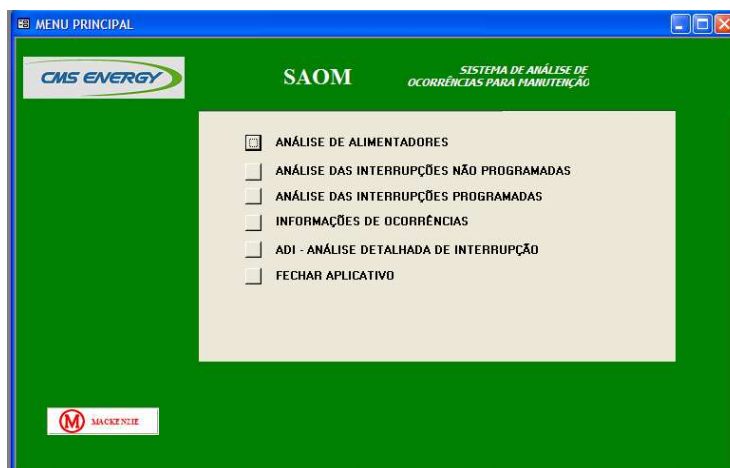 MENU PRINCIPAL
CMS ENERGY
SAOM
SISTEMA DE ANÁLISE DE
OCORRÊNCIAS PARA MANUTENÇÃO
ANÁLISE DE ALIMENTADORES
ANÁLISE DAS INTERRUPÇÕES NÃO PROGRAMADAS
ANÁLISE DAS INTERRUPÇÕES PROGRAMADAS
INFORMAÇÕES DE OCORRÊNCIAS
ADI - ANÁLISE DETALHADA DE INTERRUPÇÃO
FECHAR APLICATIVO
M MACKENZIE